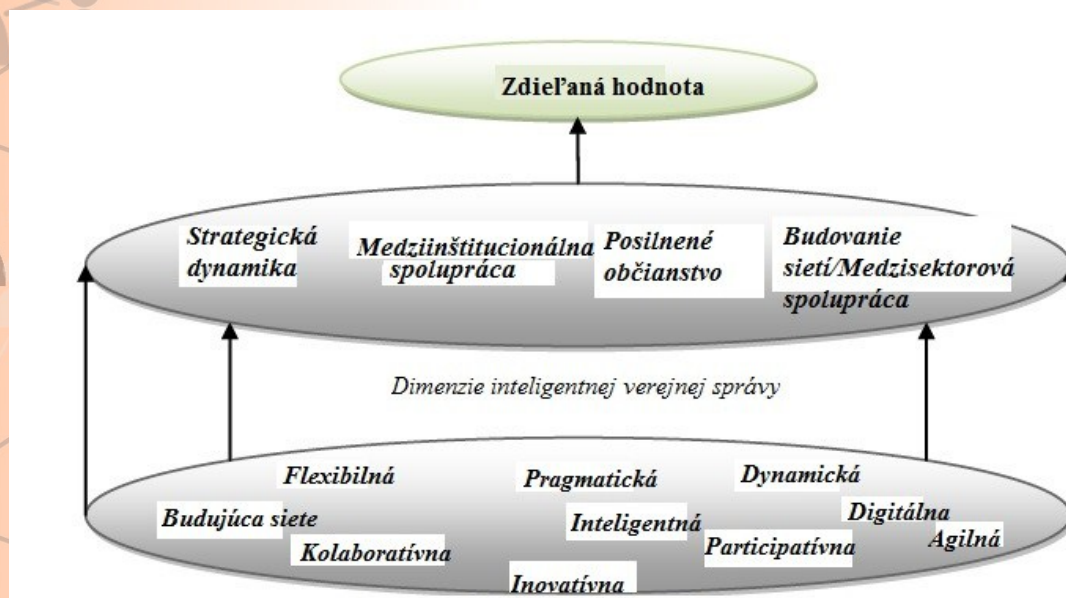 Zdieľaná hodnota
Strategická
dynamika
Medziinštitucionálna
spolupráca
Posilnené
občianstvo
Budovanie
sietí/Medzisektorová
spolupráca
Dimenzie inteligentnej verejnej správy
Flexibilná
Pragmatická
Dynamická
Budujúca siete
Inteligentná
Digitálna
Kolaboratívna
Participatívna
Agilná
Inovatívna